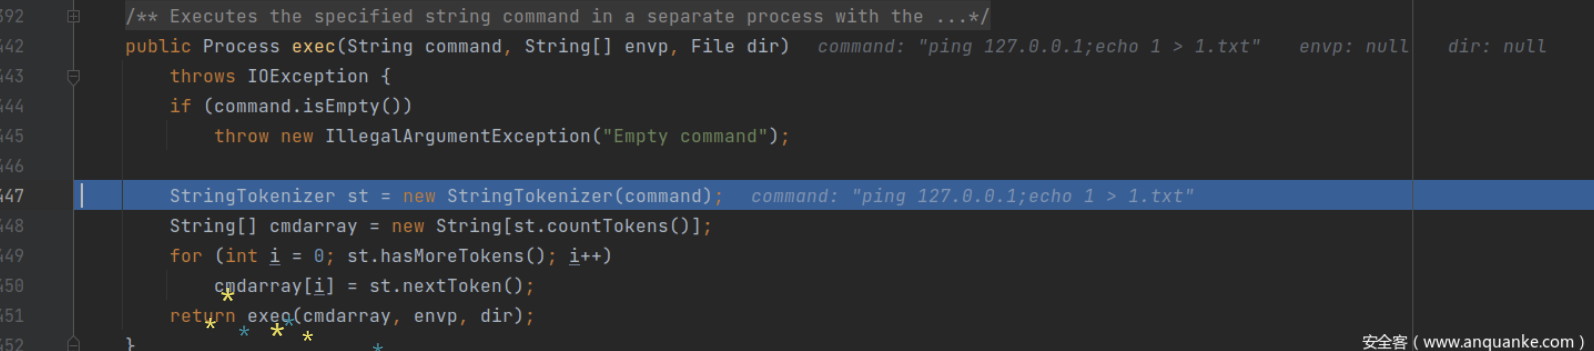 392 /** Executes the specified string command in a separate process with the ...*/
442 public Process exec(String command, String[] envp, File dir) command: "ping 127.0.0.1;echo 1 > 1.txt" envp: null dir: null
443 throws IOException {
444 if (command.isEmpty())
445 throw new IllegalArgumentException("Empty command");
446
447 StringTokenizer st = new StringTokenizer(command); command: "ping 127.0.0.1;echo 1 > 1.txt"
448 String[] cmdarray = new String[st.countTokens()];
449 for (int i = 0; st.hasMoreTokens(); i++)
450 cmdarray[i] = st.nextToken();
451 return exec(cmdarray, envp, dir);
452 }
安全客（www.anquanke.com）